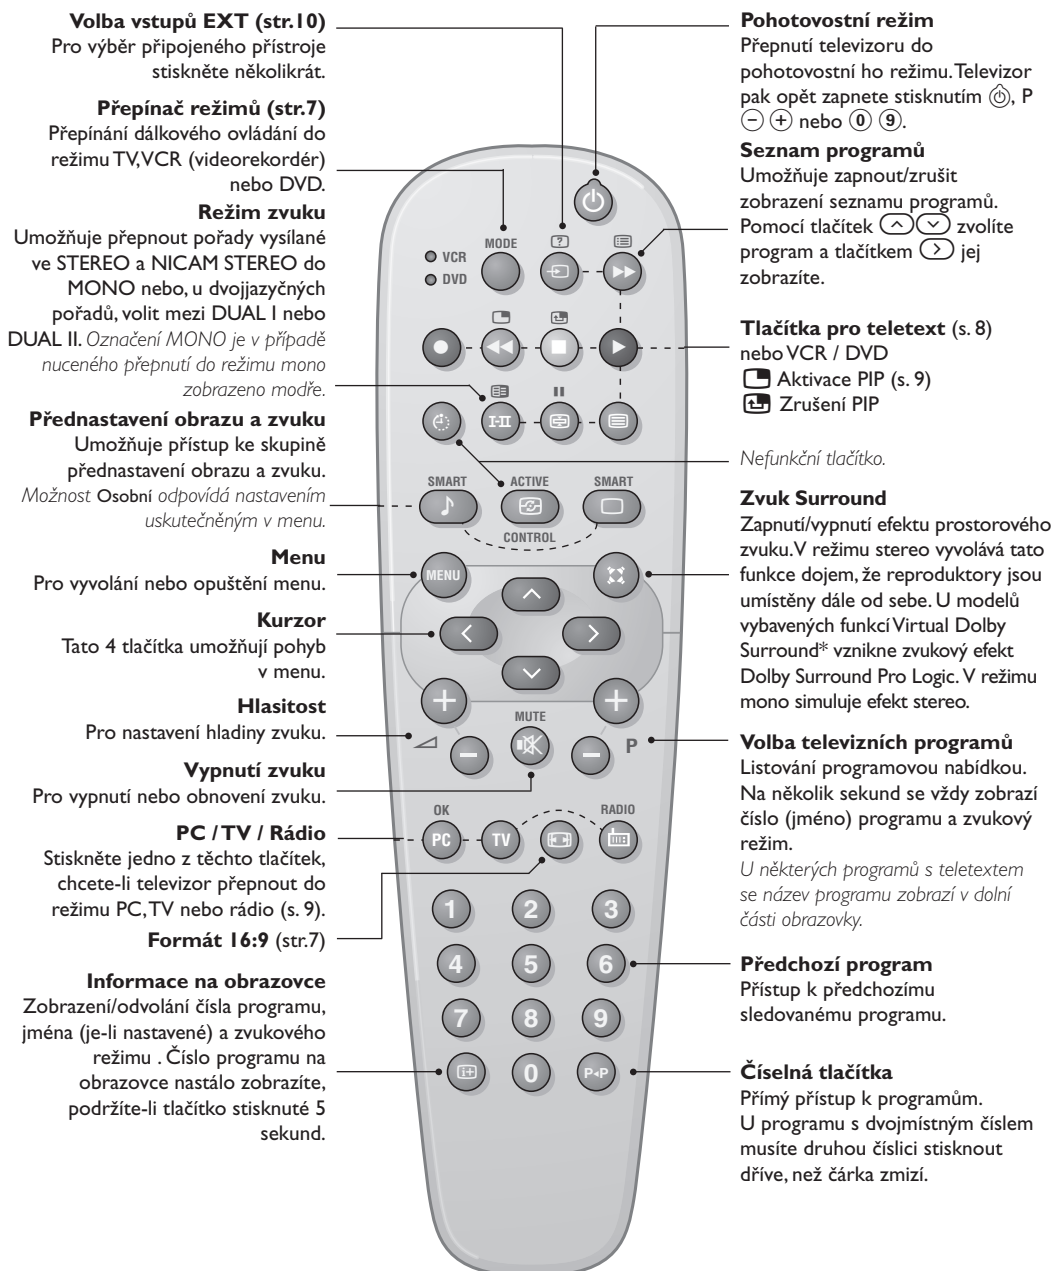 Volba vstupů EXT (str.10)
Pro výběr připojeného přístroje
stiskněte několikrát.
Přepínač režimů (str.7)
Přepínání dálkového ovládání do
režimu TV, VCR (videorekordér)
nebo DVD.
Režim zvuku
Umožňuje přepnout pořady vysílané
ve STEREO a NICAM STEREO do
MONO nebo, u dvojjazyčných
pořadů, volit mezi DUAL I nebo
DUAL II. Označení MONO je v případě
nuceného přepnutí do režimu mono
zobrazeno modře.
Přednastavení obrazu a zvuku
Umožňuje přístup ke skupině
přednastavení obrazu a zvuku.
Možnost Osobní odpovídá nastavením
uskutečněným v menu.
Menu
Pro vyvolání nebo opuštění menu.
Kurzor
Tato 4 tlačítka umožňují pohyb
v menu.
Hlasitost
Pro nastavení hladiny zvuku.
Vypnutí zvuku
Pro vypnutí nebo obnovení zvuku.
PC / TV / Rádio
Stiskněte jedno z těchto tlačítek,
chcete-li televizor přepnout do
režimu PC, TV nebo rádio (s. 9).
Formát 16:9 (str.7)
Informace na obrazovce
Zobrazení/odvolání čísla programu,
jména (je-li nastavené) a zvukového
režimu . Číslo programu na
obrazovce nastálo zobrazíte,
podržíte-li tlačítko stisknuté 5
sekund.
MODE
VCR
DVD
I-II
SMART ACTIVE SMART
CONTROL
MENU
MUTE
P
OK RADIO
PC TV
1 2 3
4 5 6
7 8 9
i+ 0 P◂P
Pohotovostní režim
Přepnutí televizoru do
pohotovostní ho režimu. Televizor
pak opět zapnete stisknutím ⏻, P
− + nebo 0 9.
Seznam programů
Umožňuje zapnout/zrušit
zobrazení seznamu programů.
Pomocí tlačítek ^ v zvolíte
program a tlačítkem > jej
zobrazíte.
Tlačítka pro teletext (s. 8)
nebo VCR / DVD
Aktivace PIP (s. 9)
Zrušení PIP
Nefunkční tlačítko.
Zvuk Surround
Zapnutí/vypnutí efektu prostorového
zvuku. V režimu stereo vyvolává tato
funkce dojem, že reproduktory jsou
umístěny dále od sebe. U modelů
vybavených funkcí Virtual Dolby
Surround* vznikne zvukový efekt
Dolby Surround Pro Logic. V režimu
mono simuluje efekt stereo.
Volba televizních programů
Listování programovou nabídkou.
Na několik sekund se vždy zobrazí
číslo (jméno) programu a zvukový
režim.
U některých programů s teletextem
se název programu zobrazí v dolní
části obrazovky.
Předchozí program
Přístup k předchozímu
sledovanému programu.
Číselná tlačítka
Přímý přístup k programům.
U programu s dvojmístným číslem
musíte druhou číslici stisknout
dříve, než čárka zmizí.